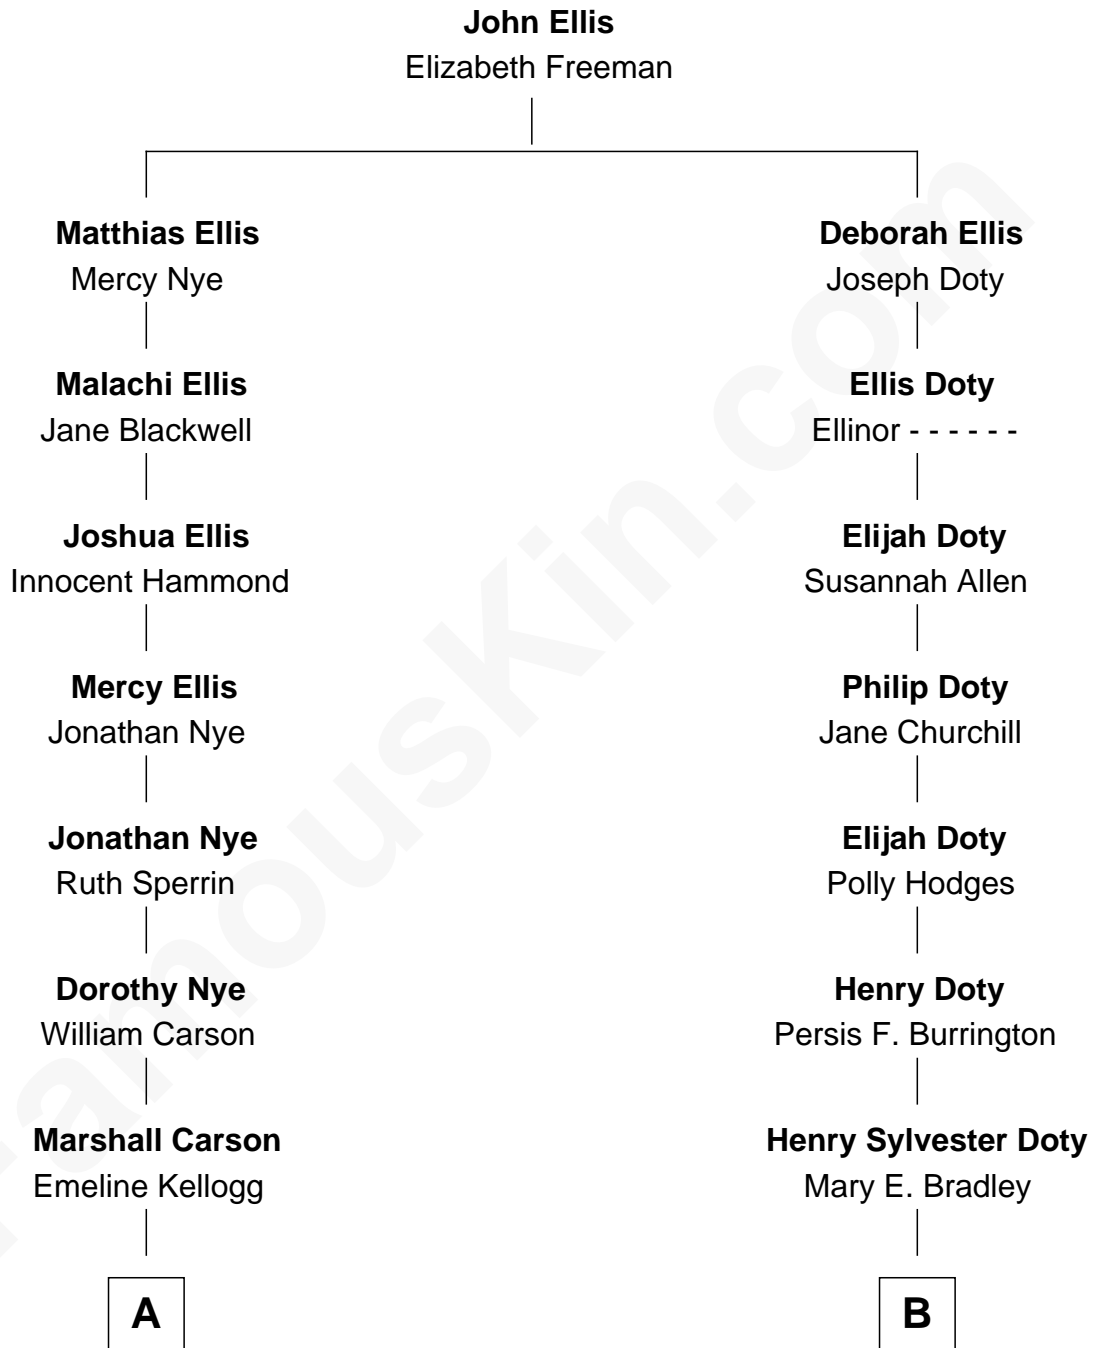 John Ellis
Elizabeth Freeman
Matthias Ellis
Mercy Nye
Deborah Ellis
Joseph Doty
Malachi Ellis
Jane Blackwell
Ellis Doty
Ellinor - - - - - -
Joshua Ellis
Innocent Hammond
Elijah Doty
Susannah Allen
Mercy Ellis
Jonathan Nye
Philip Doty
Jane Churchill
Jonathan Nye
Ruth Sperrin
Elijah Doty
Polly Hodges
Dorothy Nye
William Carson
Henry Doty
Persis F. Burrington
Marshall Carson
Emeline Kellogg
Henry Sylvester Doty
Mary E. Bradley
A
B
FamousKin.com